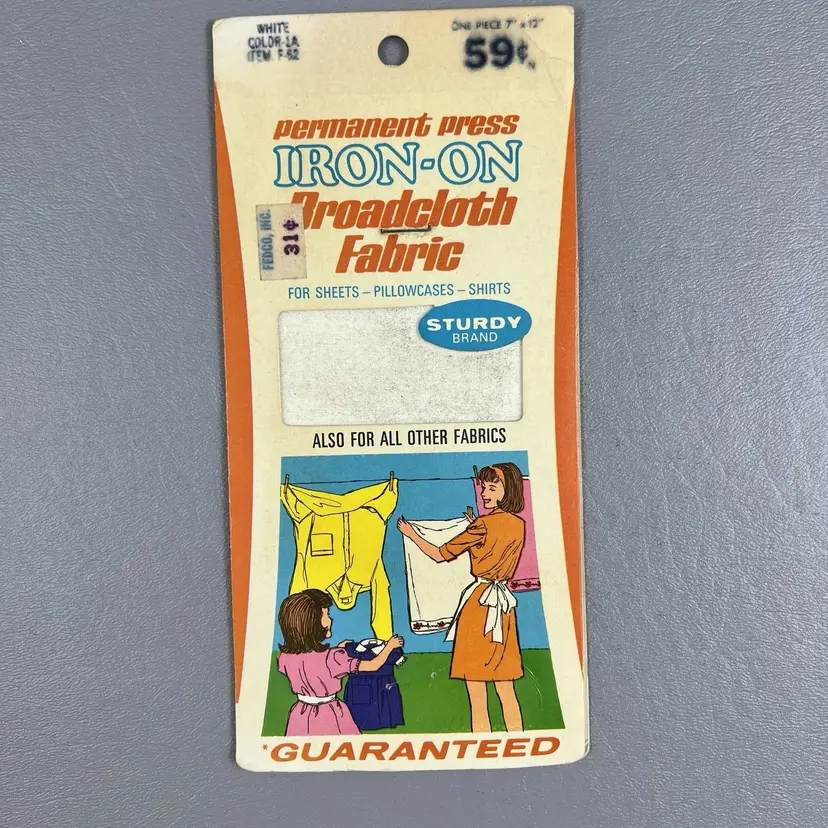 WHITE
COLOR-1A
ITEM. F-62
ONE PIECE 7" x 12"
59¢
permanent press
IRON-ON
Broadcloth
Fabric
FEDCO, INC.
31¢
FOR SHEETS – PILLOWCASES – SHIRTS
STURDY
BRAND
ALSO FOR ALL OTHER FABRICS
*GUARANTEED